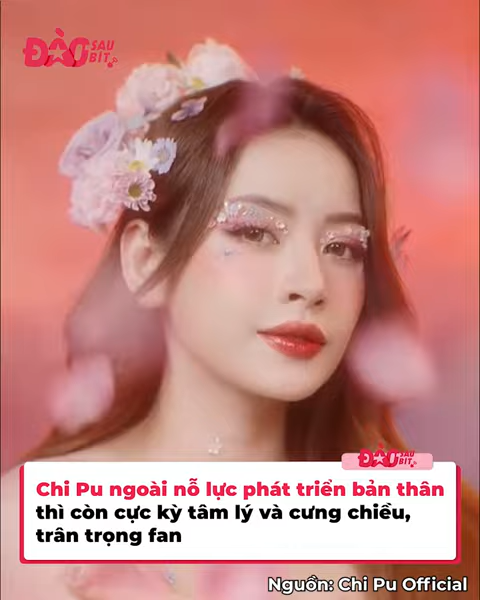 ĐÀO SAU BIT
ĐÀO SAU BIT
Chi Pu ngoài nỗ lực phát triển bản thân
thì còn cực kỳ tâm lý và cưng chiều,
trân trọng fan
Nguồn: Chi Pu Official